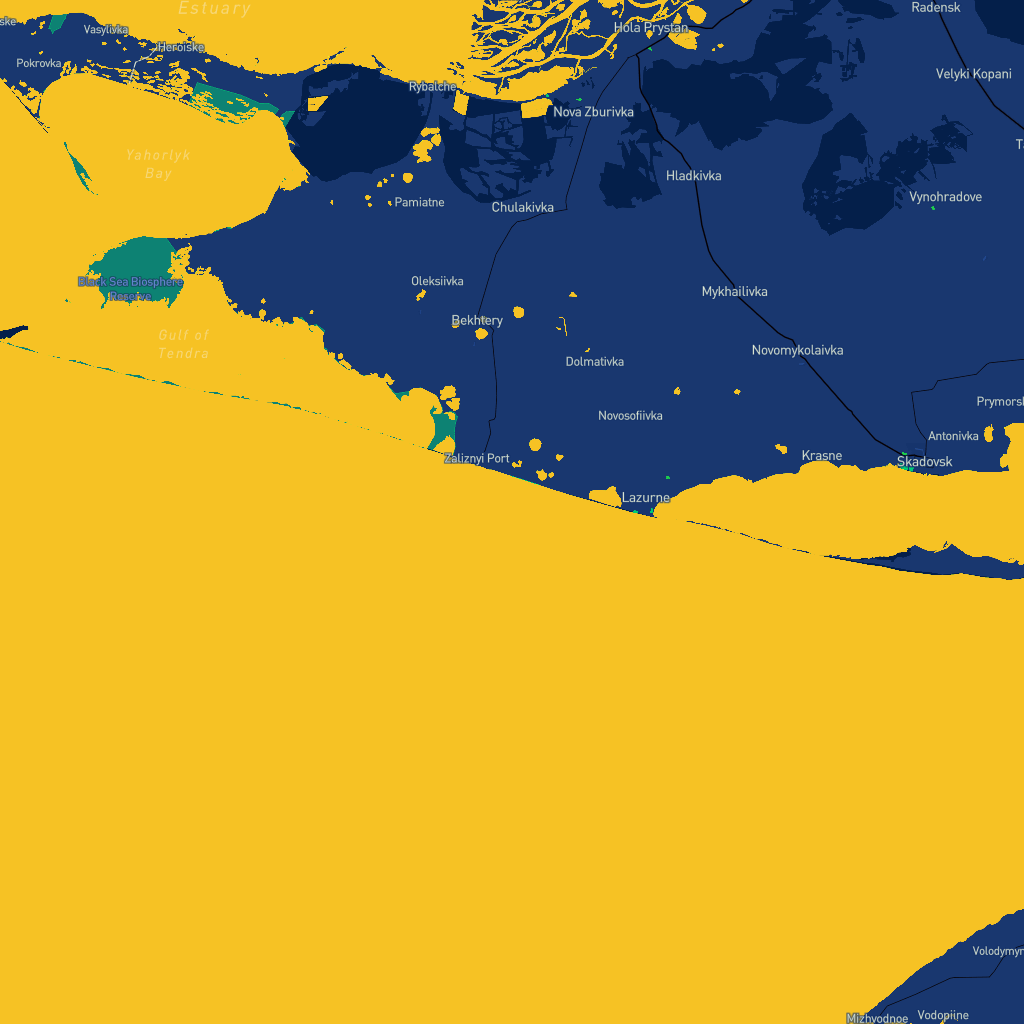 Estuary
Radensk
Vasylivka
Hola Prystan
Heroiske
Pokrovka
Velyki Kopani
Rybalche
Nova Zburivka
Yahorlyk
Bay
Hladkivka
Vynohradove
Pamiatne
Chulakivka
Black Sea Biosphere
Reserve
Oleksiivka
Mykhailivka
Bekhtery
Gulf of
Tendra
Novomykolaivka
Dolmativka
Prymorsk
Novosofiivka
Antonivka
Zaliznyi Port
Krasne
Skadovsk
Lazurne
Volodymyr
Mizhvodnoe
Vodopiine